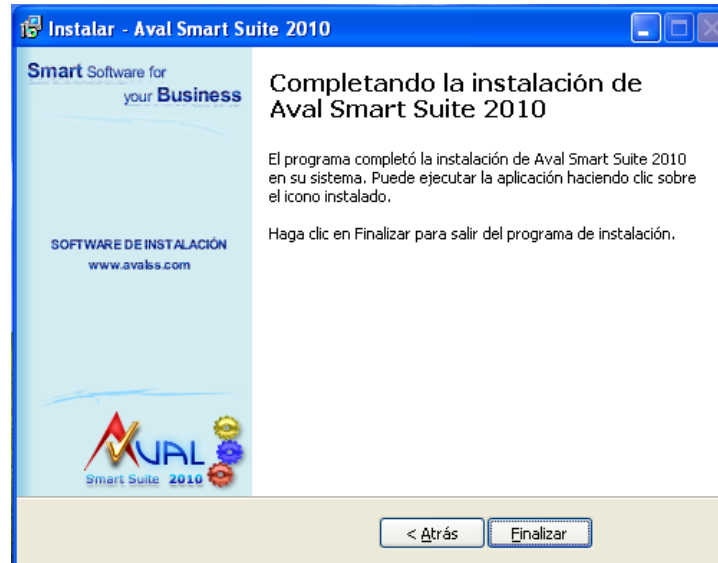 Instalar - Aval Smart Suite 2010
Smart Software for
your Business
Completando la instalación de
Aval Smart Suite 2010
El programa completó la instalación de Aval Smart Suite 2010
en su sistema. Puede ejecutar la aplicación haciendo clic sobre
el icono instalado.
Haga clic en Finalizar para salir del programa de instalación.
SOFTWARE DE INSTALACIÓN
www.avalss.com
AVAL
Smart Suite 2010
< Atrás
Finalizar